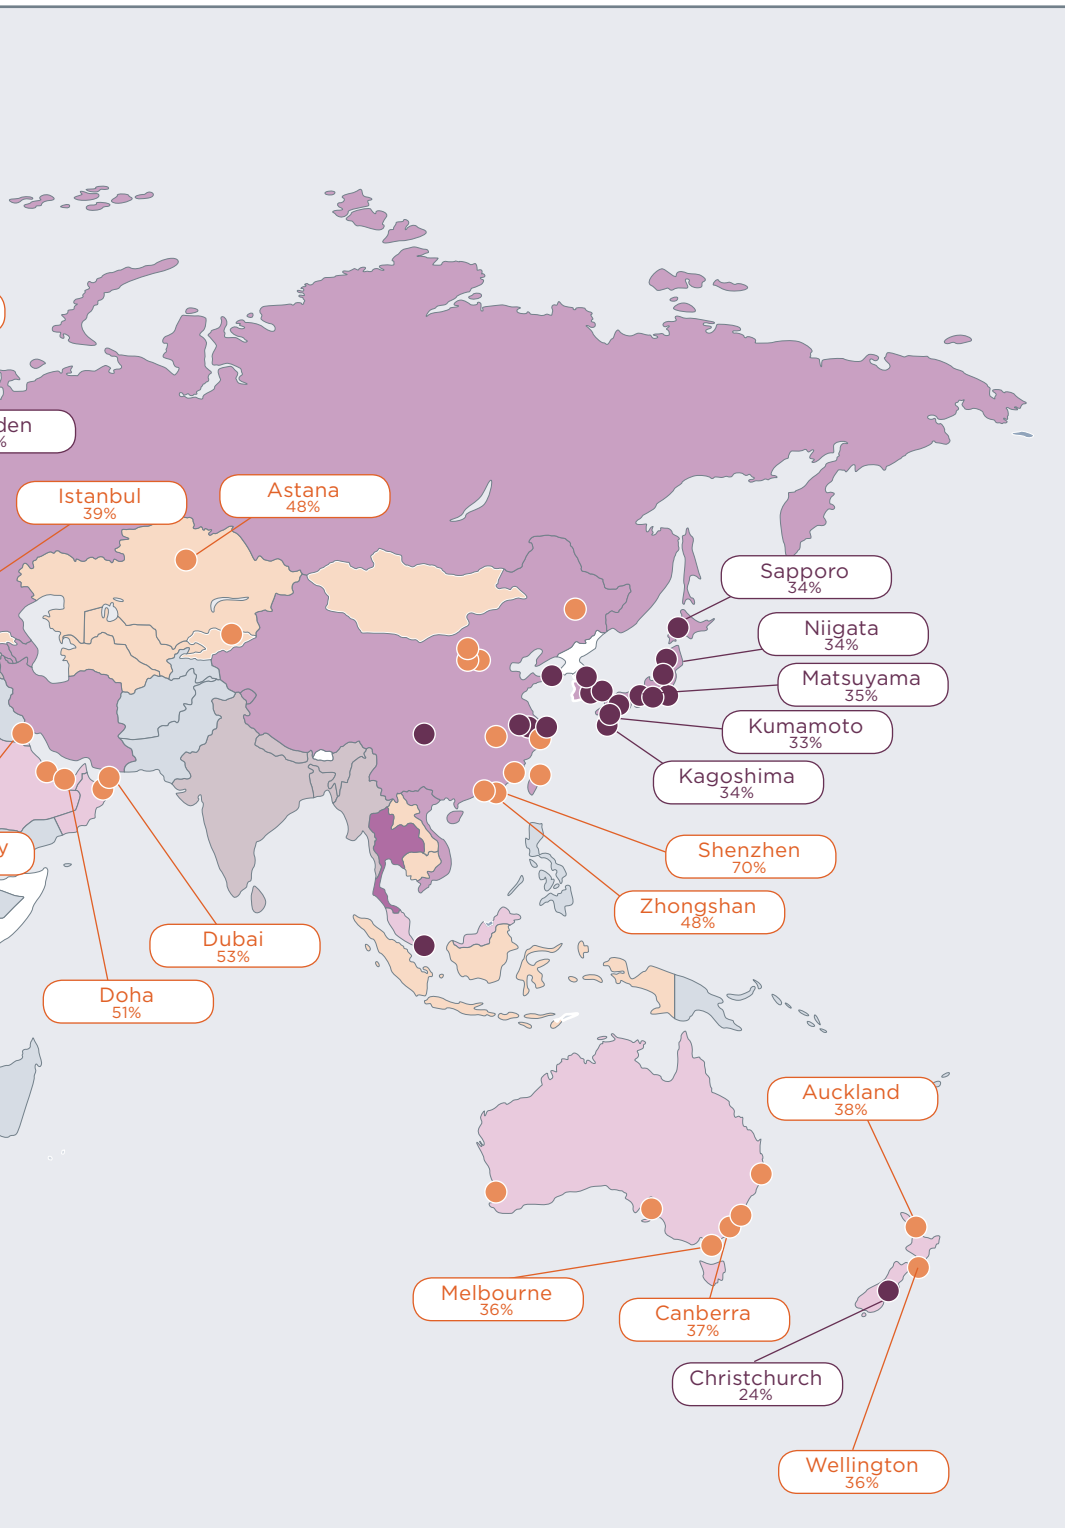 den
%
Istanbul
39%
Astana
48%
Sapporo
34%
Niigata
34%
Matsuyama
35%
Kumamoto
33%
Kagoshima
34%
y
Shenzhen
70%
Zhongshan
48%
Dubai
53%
Doha
51%
Auckland
38%
Melbourne
36%
Canberra
37%
Christchurch
24%
Wellington
36%